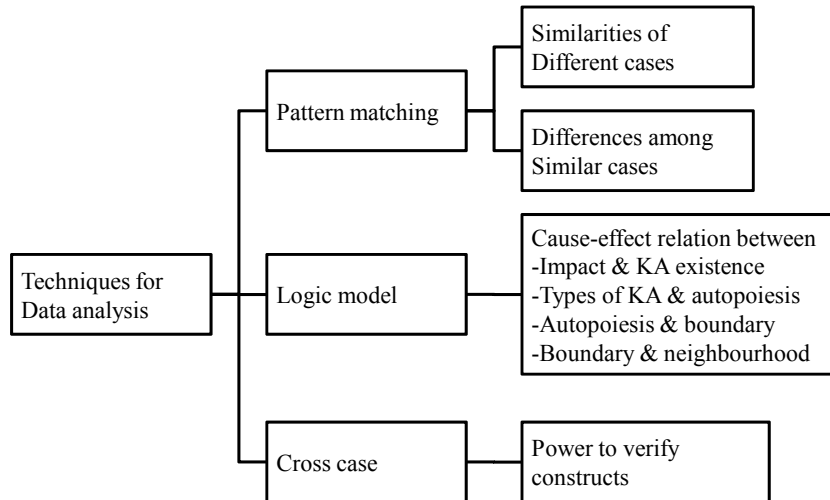 Techniques for
Data analysis
Pattern matching
Similarities of
Different cases
Differences among
Similar cases
Logic model
Cause-effect relation between
-Impact & KA existence
-Types of KA & autopoiesis
-Autopoiesis & boundary
-Boundary & neighbourhood
Cross case
Power to verify
constructs